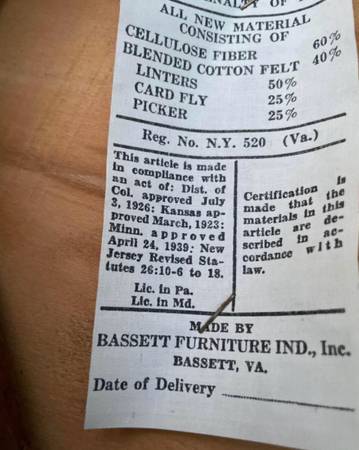 PENALTY OF
ALL NEW MATERIAL
CONSISTING OF
CELLULOSE FIBER 60%
BLENDED COTTON FELT 40%
LINTERS 50%
CARD FLY 25%
PICKER 25%
Reg. No. N.Y. 520 (Va.)
This article is made
in compliance with
an act of: Dist. of
Col. approved July
3, 1926; Kansas ap-
proved March, 1923;
Minn. approved
April 24, 1939; New
Jersey Revised Sta-
tutes 26:10-6 to 18.
Lic. in Pa.
Lic. in Md.
Certification is
made that the
materials in this
article are de-
scribed in ac-
cordance with
law.
MADE BY
BASSETT FURNITURE IND., Inc.
BASSETT, VA.
Date of Delivery